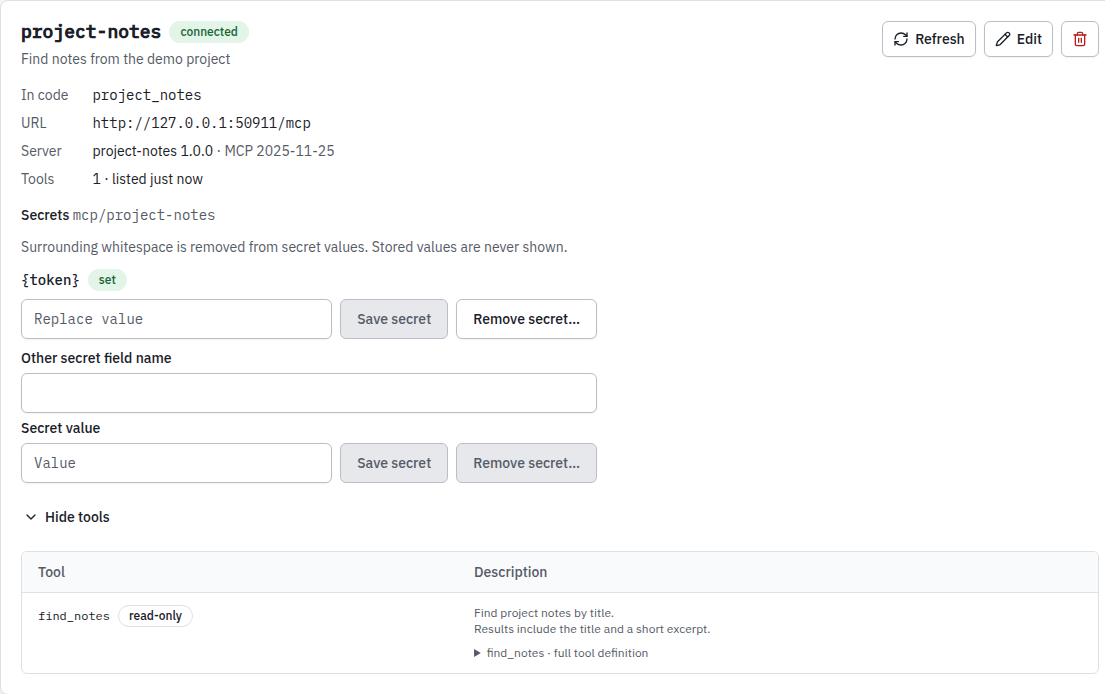 project-notes connected
Refresh Edit
Find notes from the demo project
In code project_notes
URL http://127.0.0.1:50911/mcp
Server project-notes 1.0.0 · MCP 2025-11-25
Tools 1 · listed just now
Secrets mcp/project-notes
Surrounding whitespace is removed from secret values. Stored values are never shown.
{token} set
Replace value Save secret Remove secret...
Other secret field name
Secret value
Value Save secret Remove secret...
Hide tools
Tool Description
find_notes read-only
Find project notes by title.
Results include the title and a short excerpt.
find_notes · full tool definition